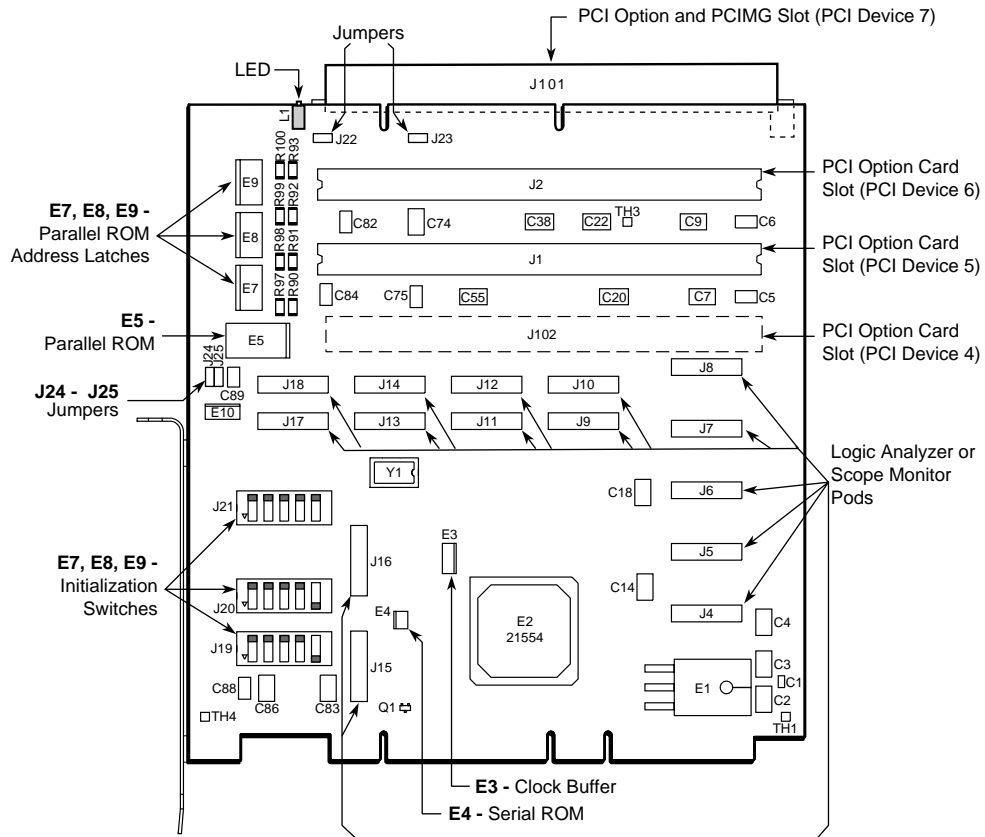 PCI Option and PCIMG Slot (PCI Device 7)
Jumpers
LED
J101
L1
J22
J23
R100
R93
E9
J2
PCI Option Card
Slot (PCI Device 6)
R99
R92
E7, E8, E9 -
Parallel ROM
Address Latches
C82
C74
C38
C22
TH3
C9
C6
E8
R98
R91
J1
PCI Option Card
Slot (PCI Device 5)
E7
R97
R90
C84
C75
C55
C20
C7
C5
E5 -
Parallel ROM
E5
J102
PCI Option Card
Slot (PCI Device 4)
J24
J25
J24 - J25
Jumpers
C89
E10
J18
J14
J12
J10
J8
J17
J13
J11
J9
J7
Logic Analyzer or
Scope Monitor
Pods
Y1
C18
J6
J21
E3
J16
J5
E7, E8, E9 -
Initialization
Switches
C14
J20
E4
E2
21554
J4
C4
J19
J15
C3
E1
C1
C88
C86
C83
Q1
C2
TH4
TH1
E3 - Clock Buffer
E4 - Serial ROM